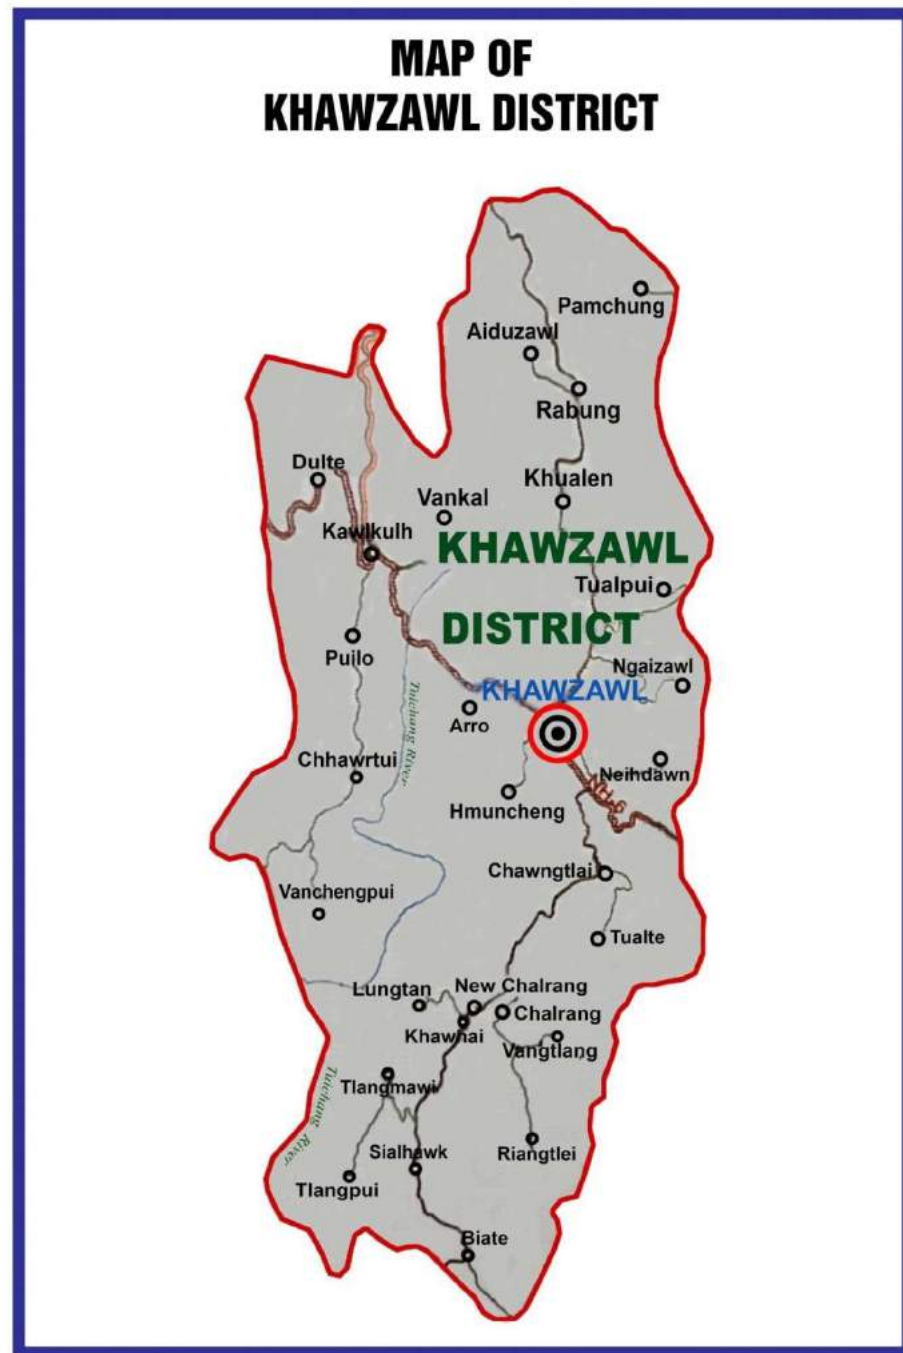 MAP OF
KHAWZAWL DISTRICT
Pamchung
Aiduzawl
Rabung
Dulte
Khualen
Vankal
Kawlkulh
KHAWZAWL
Tualpui
DISTRICT
Puilo
Ngaizawl
KHAWZAWL
Tuichang River
Arro
Chhawrtui
Neihdawn
Hmuncheng
Chawngtlai
Vanchengpui
Tualte
Lungtan
New Chalrang
Chalrang
Khawhai
Vangtlang
Tlangmawi
Tuichang River
Sialhawk
Riangtlei
Tlangpui
Biate